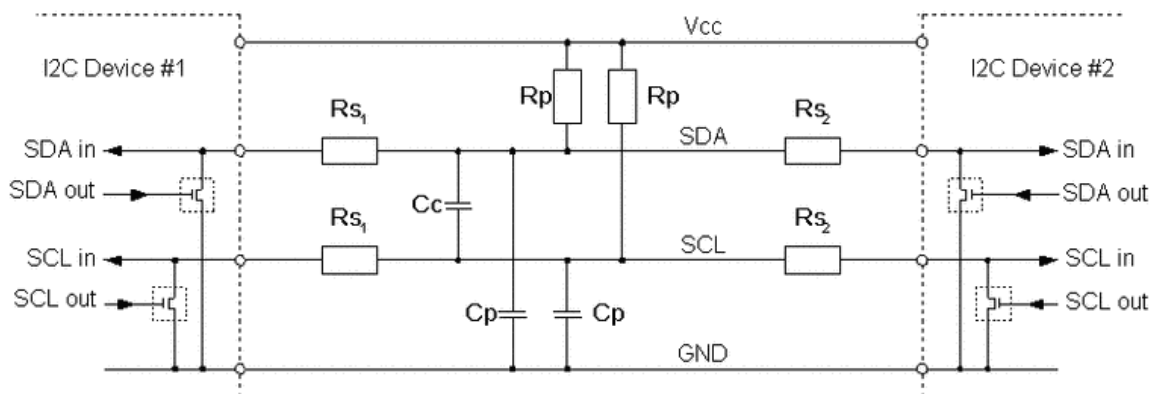 Vcc
I2C Device #1
I2C Device #2
Rp
Rp
Rs1
SDA
Rs2
SDA in
SDA in
SDA out
SDA out
Cc
Rs1
SCL
Rs2
SCL in
SCL in
SCL out
SCL out
Cp
Cp
GND